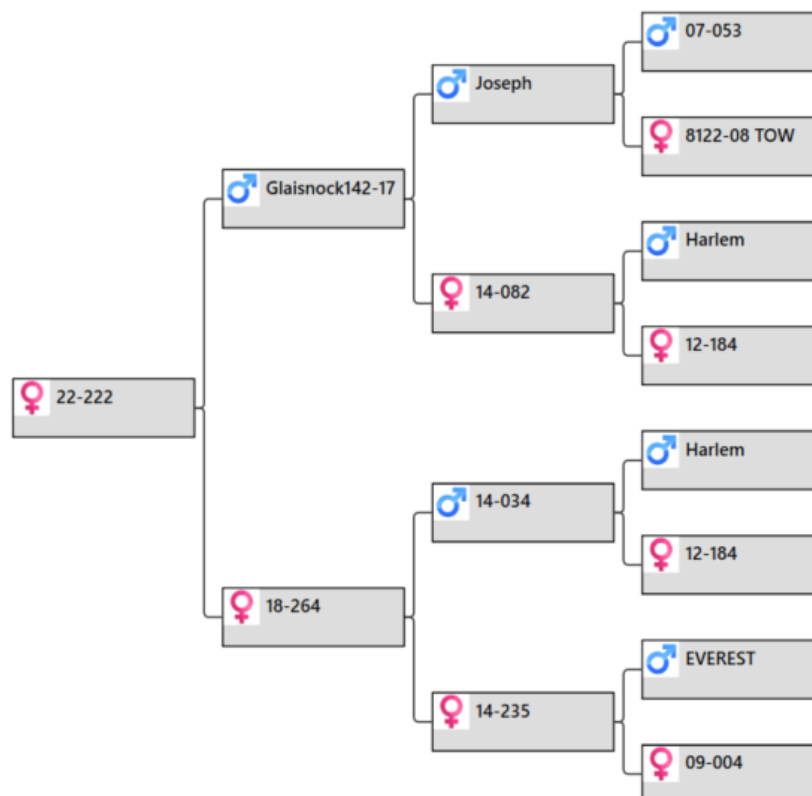 07-053
Joseph
8122-08 TOW
Glaisnock142-17
Harlem
14-082
12-184
22-222
Harlem
14-034
12-184
18-264
EVEREST
14-235
09-004